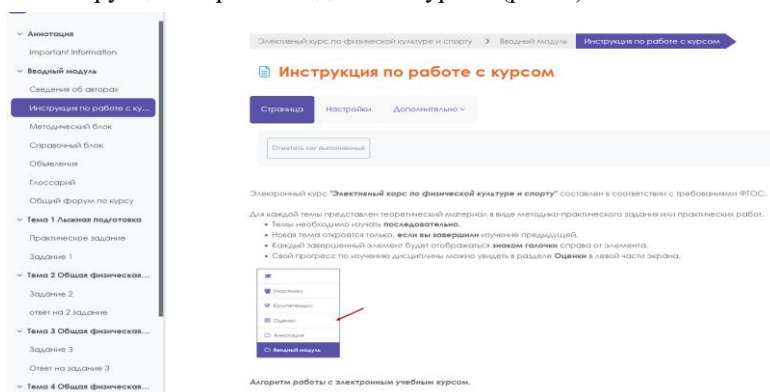 Аннотация
Important Information
Вводный модуль
Сведения об авторах
Инструкция по работе с ку...
Методический блок
Справочный блок
Объявления
Глоссарий
Общий форум по курсу
Тема 1 Лыжная подготовка
Практическое задание
Задание 1
Тема 2 Общая физическая...
Задание 2
ответ на 2 задание
Тема 3 Общая физическая...
Задание 3
Ответ на задание 3
Тема 4 Общая физическая...
Элективный курс по физической культуре и спорту > Вводный модуль Инструкция по работе с курсом
Инструкция по работе с курсом
Страница Настройки Дополнительно
Отметить как выполненный
Электронный курс "Элективный корс по физической культуре и спорту" составлен в соответствии с требованиями ФГОС.
Для каждой темы представлен теоретический материал в виде методико-практического задания или практических работ.
• Темы необходимо изучать последовательно.
• Новая тема откроется только, если вы завершили изучение предыдущей.
• Каждый завершенный элемент будет отображаться знаком галочки справа от элемента.
• Свой прогресс по изучению дисциплины можно увидеть в разделе Оценки в левой части экрана.
Участники
Компетенции
Оценки
Аннотация
Вводный модуль
Алгоритм работы с электронным учебным курсом.